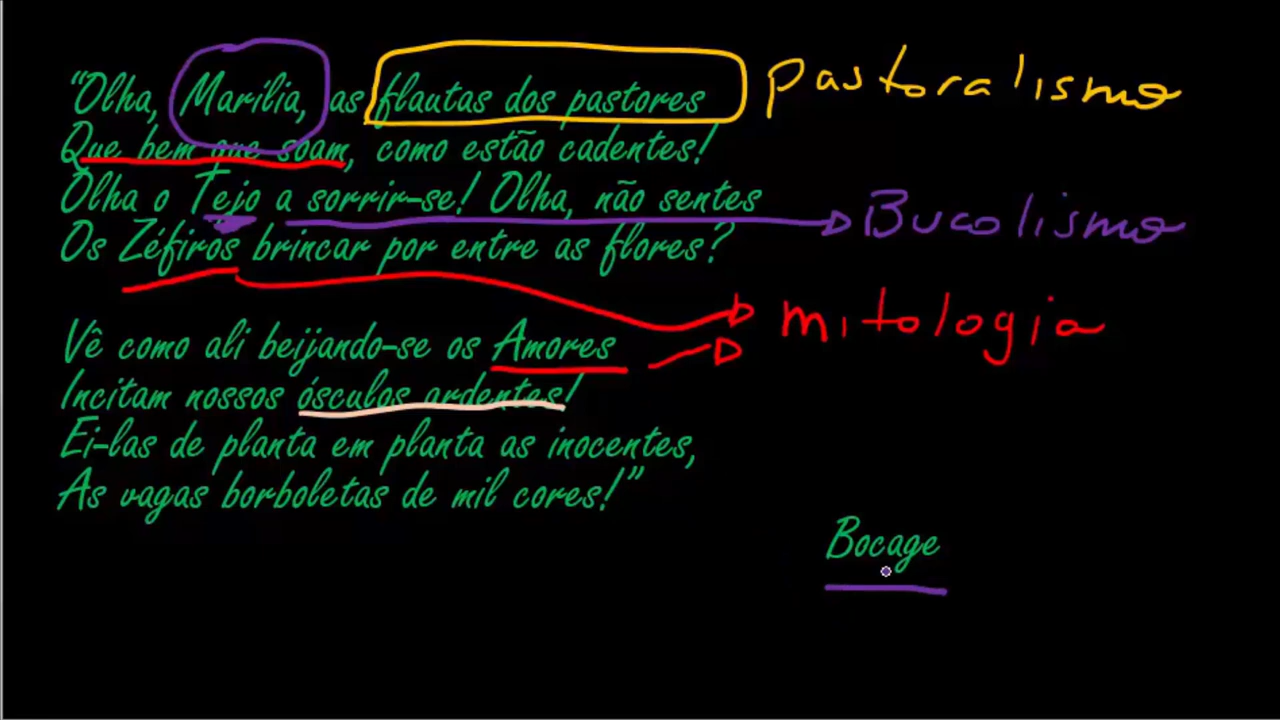 “Olha, Marília, as flautas dos pastores pastoralismo
Que bem que soam, como estão cadentes!
Olha o Tejo a sorrir-se! Olha, não sentes Bucolismo
Os Zéfiros brincar por entre as flores?
mitologia
Vê como ali beijando-se os Amores
Incitam nossos ósculos ardentes!
Ei-las de planta em planta as inocentes,
As vagas borboletas de mil cores!”
Bocage